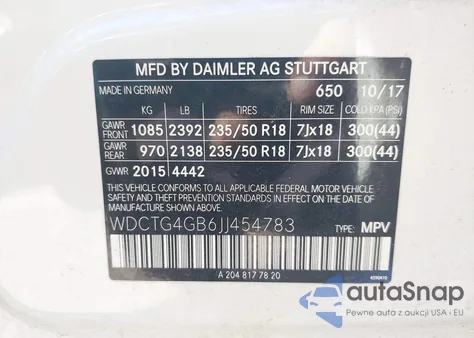 MFD BY DAIMLER AG STUTTGART
MADE IN GERMANY 650 10/17
KG LB TIRES RIM SIZE COLD KPA (PSI)
GAWR FRONT 1085 2392 235/50 R18 7Jx18 300(44)
GAWR REAR 970 2138 235/50 R18 7Jx18 300(44)
GVWR 2015 4442
THIS VEHICLE CONFORMS TO ALL APPLICABLE FEDERAL MOTOR VEHICLE
SAFETY AND THEFT PREVENTION STANDARDS IN EFFECT ON THE DATE OF
MANUFACTURE SHOWN ABOVE.
WDCTG4GB6JJ454783 TYPE: MPV
A 204 817 78 20
autaSnap
Pewne auta z aukcji USA - EU